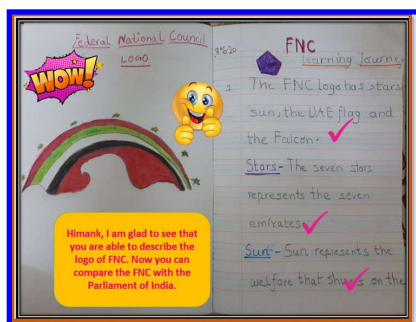 Federal National Council
LOGO
WOW!
Himank, I am glad to see that
you are able to describe the
logo of FNC. Now you can
compare the FNC with the
Parliament of India.
FNC
Learning Journey
1 The FNC logo has stars
sun, the UAE flag and
the Falcon.
Stars- The seven stars
represents the seven
emirates
Sun- Sun represents the
welfare that shines on the